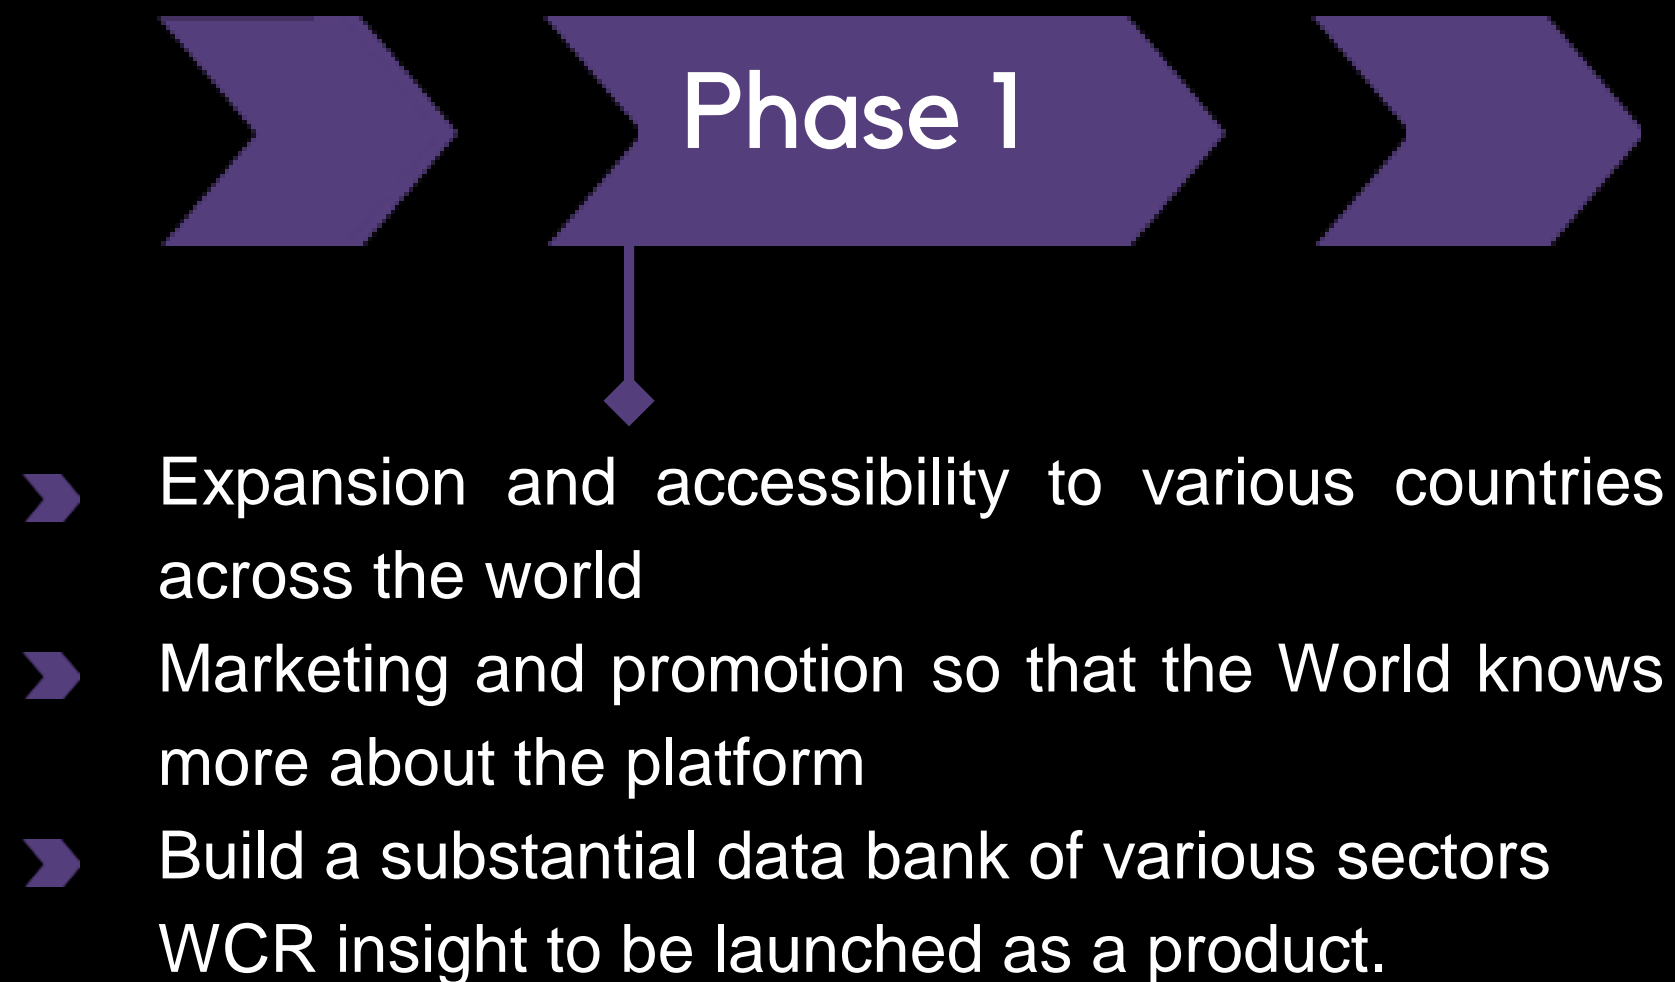 Phase 1
Expansion and accessibility to various countries
across the world
Marketing and promotion so that the World knows
more about the platform
Build a substantial data bank of various sectors
WCR insight to be launched as a product.